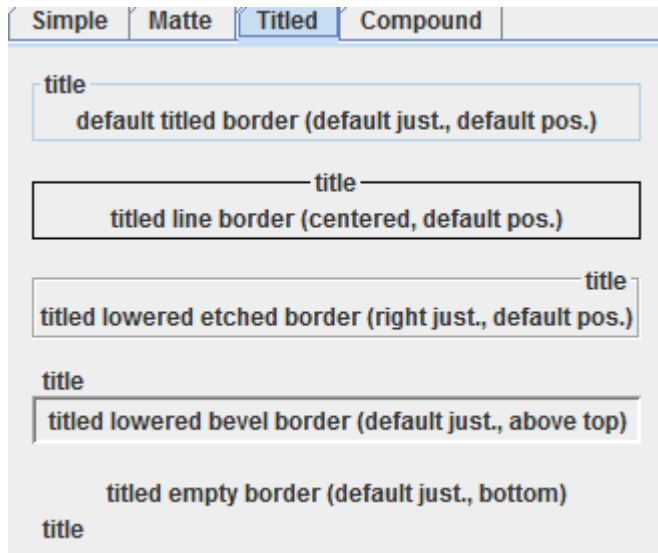 Simple Matte Titled Compound
title
default titled border (default just., default pos.)
title
titled line border (centered, default pos.)
title
titled lowered etched border (right just., default pos.)
title
titled lowered bevel border (default just., above top)
titled empty border (default just., bottom)
title